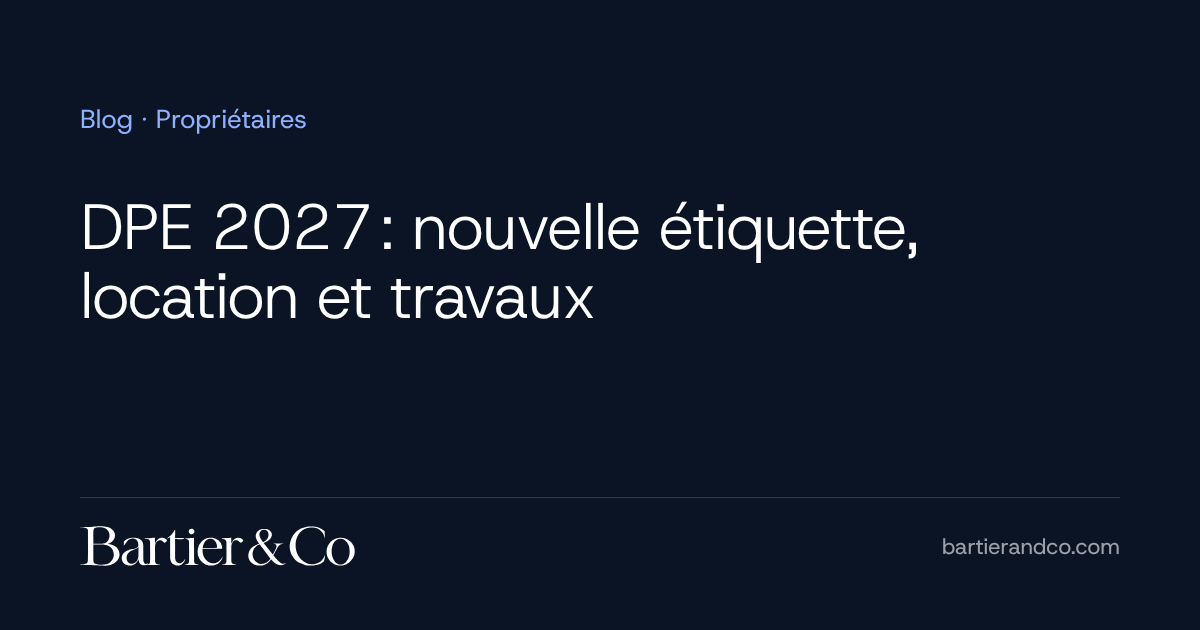 Blog · Propriétaires
DPE 2027 : nouvelle étiquette,
location et travaux
Bartier & Co
bartierandco.com